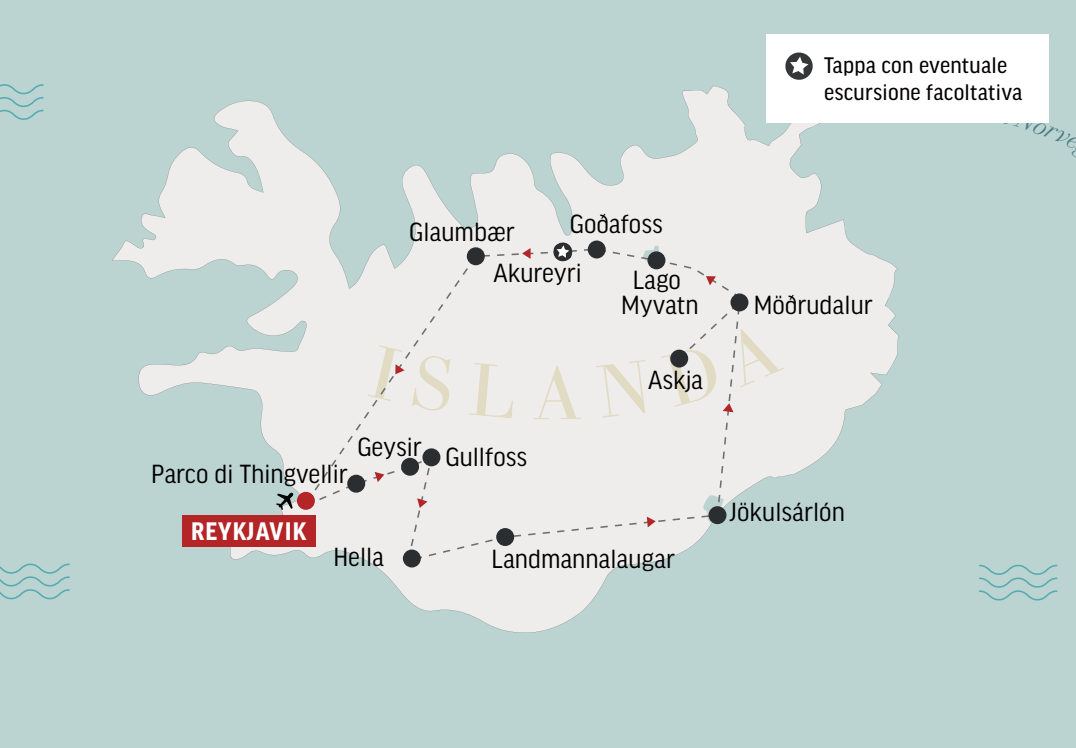 Tappa con eventuale
escursione facoltativa
Glaumbær
Goðafoss
Akureyri
Lago
Myvatn
Möðrudalur
ISLANDA
Askja
Geysir
Gullfoss
Parco di Thingvellir
REYKJAVIK
Jökulsárlón
Hella
Landmannalaugar